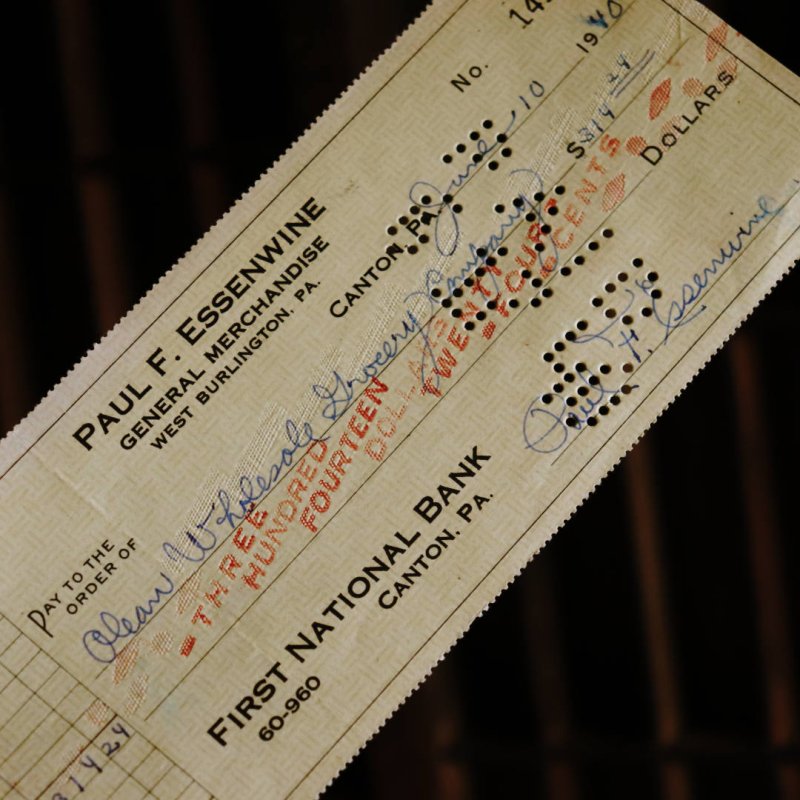 No. 14
PAUL F. ESSENWINE
GENERAL MERCHANDISE
WEST BURLINGTON, PA.
CANTON, PA. June 10 1940
PAY TO THE
ORDER OF Olean Wholesale Grocery Company $314 24
THREE HUNDRED FOURTEEN DOLLARS TWENTY FOUR CENTS DOLLARS
FIRST NATIONAL BANK
60-960 CANTON, PA.
Paul F. Essenwine
314 24